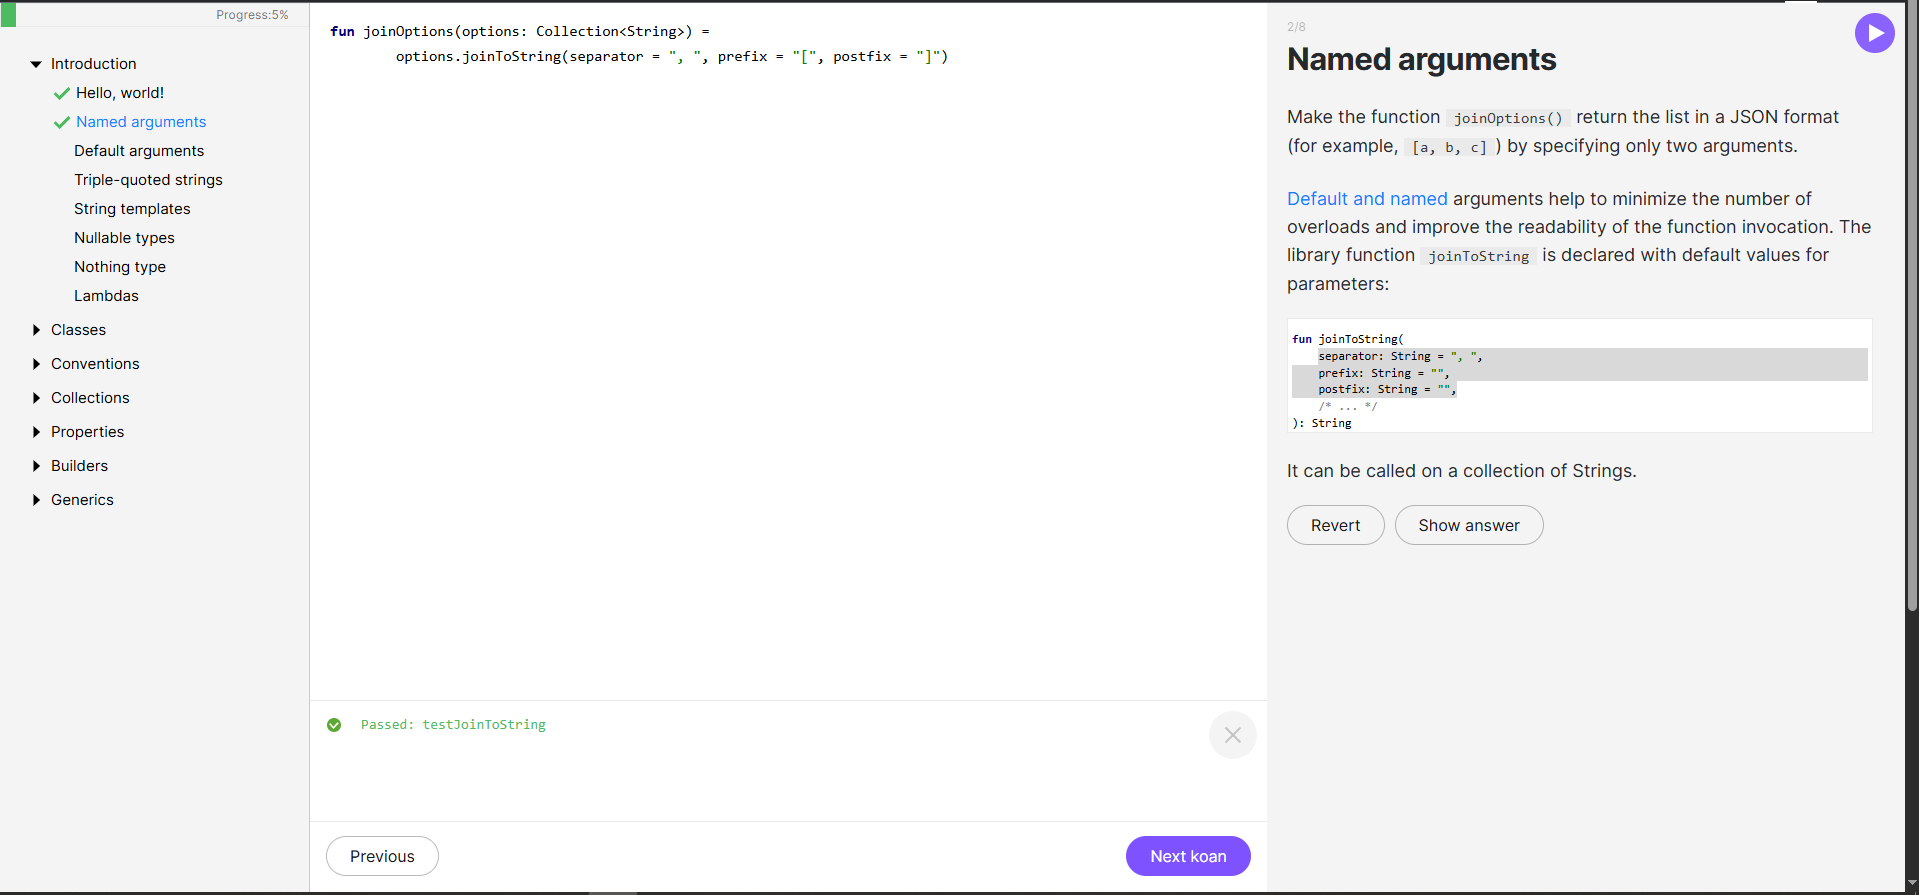 Progress:5%
Introduction
Hello, world!
Named arguments
Default arguments
Triple-quoted strings
String templates
Nullable types
Nothing type
Lambdas
Classes
Conventions
Collections
Properties
Builders
Generics
fun joinOptions(options: Collection<String>) =
        options.joinToString(separator = ", ", prefix = "[", postfix = "]")
Passed: testJoinToString
Previous
Next koan
2/8
Named arguments
Make the function joinOptions() return the list in a JSON format
(for example, [a, b, c] ) by specifying only two arguments.
Default and named arguments help to minimize the number of
overloads and improve the readability of the function invocation. The
library function joinToString is declared with default values for
parameters:
fun joinToString(
    separator: String = ", ",
    prefix: String = "",
    postfix: String = "",
    /* ... */
): String
It can be called on a collection of Strings.
Revert
Show answer